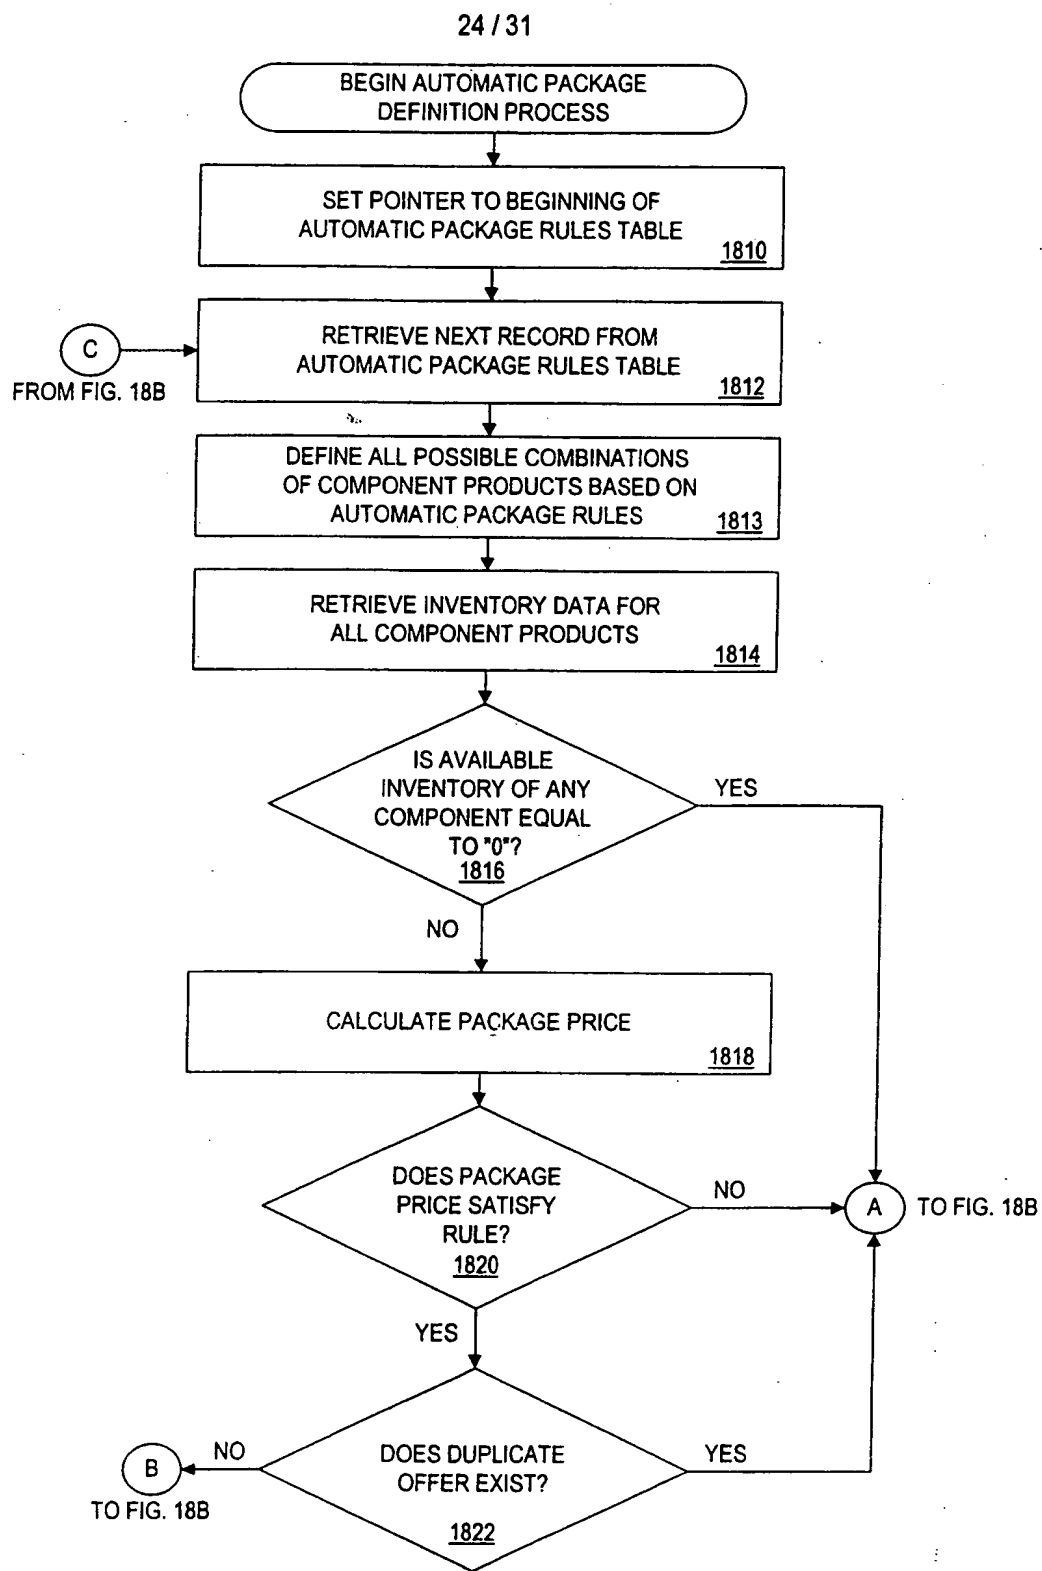 24 / 31
BEGIN AUTOMATIC PACKAGE
DEFINITION PROCESS
SET POINTER TO BEGINNING OF
AUTOMATIC PACKAGE RULES TABLE
1810
C
FROM FIG. 18B
RETRIEVE NEXT RECORD FROM
AUTOMATIC PACKAGE RULES TABLE
1812
DEFINE ALL POSSIBLE COMBINATIONS
OF COMPONENT PRODUCTS BASED ON
AUTOMATIC PACKAGE RULES
1813
RETRIEVE INVENTORY DATA FOR
ALL COMPONENT PRODUCTS
1814
IS AVAILABLE
INVENTORY OF ANY
COMPONENT EQUAL
TO "0"?
1816
YES
NO
CALCULATE PACKAGE PRICE
1818
DOES PACKAGE
PRICE SATISFY
RULE?
1820
NO
A
TO FIG. 18B
YES
DOES DUPLICATE
OFFER EXIST?
1822
YES
NO
B
TO FIG. 18B